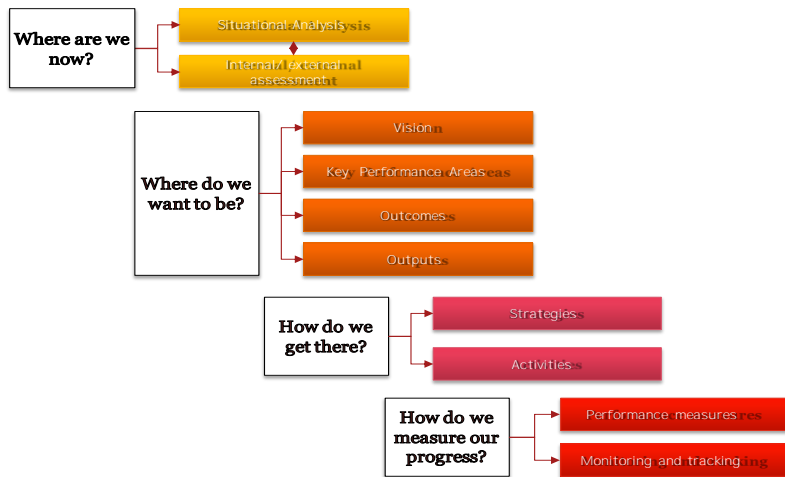 Where are we
now?
Situational Analysis
Internal/ external
assessment
Where do we
want to be?
Vision
Key Performance Areas
Outcomes
Outputs
How do we
get there?
Strategies
Activities
How do we
measure our
progress?
Performance measures
Monitoring and tracking